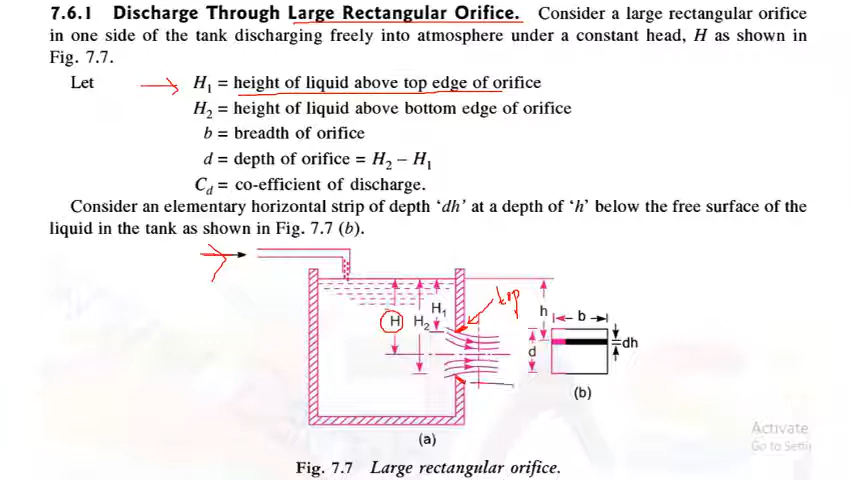 7.6.1 Discharge Through Large Rectangular Orifice. Consider a large rectangular orifice
in one side of the tank discharging freely into atmosphere under a constant head, H as shown in
Fig. 7.7.
Let H₁ = height of liquid above top edge of orifice
H₂ = height of liquid above bottom edge of orifice
b = breadth of orifice
d = depth of orifice = H₂ – H₁
C_d = co-efficient of discharge.
Consider an elementary horizontal strip of depth ‘dh’ at a depth of ‘h’ below the free surface of the
liquid in the tank as shown in Fig. 7.7 (b).
top
H H₂ H₁
h b
d dh
(a)
(b)
Fig. 7.7 Large rectangular orifice.
Activate
Go to Settin